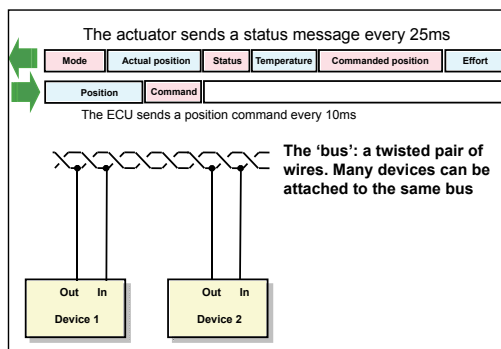 The actuator sends a status message every 25ms
Mode Actual position Status Temperature Commanded position Effort
Position Command
The ECU sends a position command every 10ms
The ‘bus’: a twisted pair of
wires. Many devices can be
attached to the same bus
Out In Out In
Device 1 Device 2